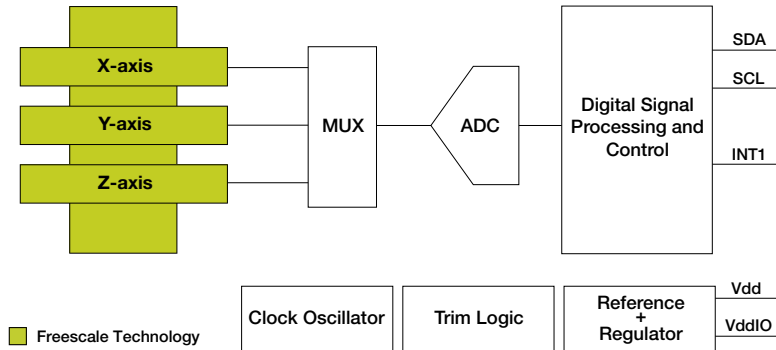 X-axis
Y-axis
Z-axis
MUX
ADC
Digital Signal
Processing and
Control
SDA
SCL
INT1
Clock Oscillator
Trim Logic
Reference
+
Regulator
Vdd
VddIO
Freescale Technology